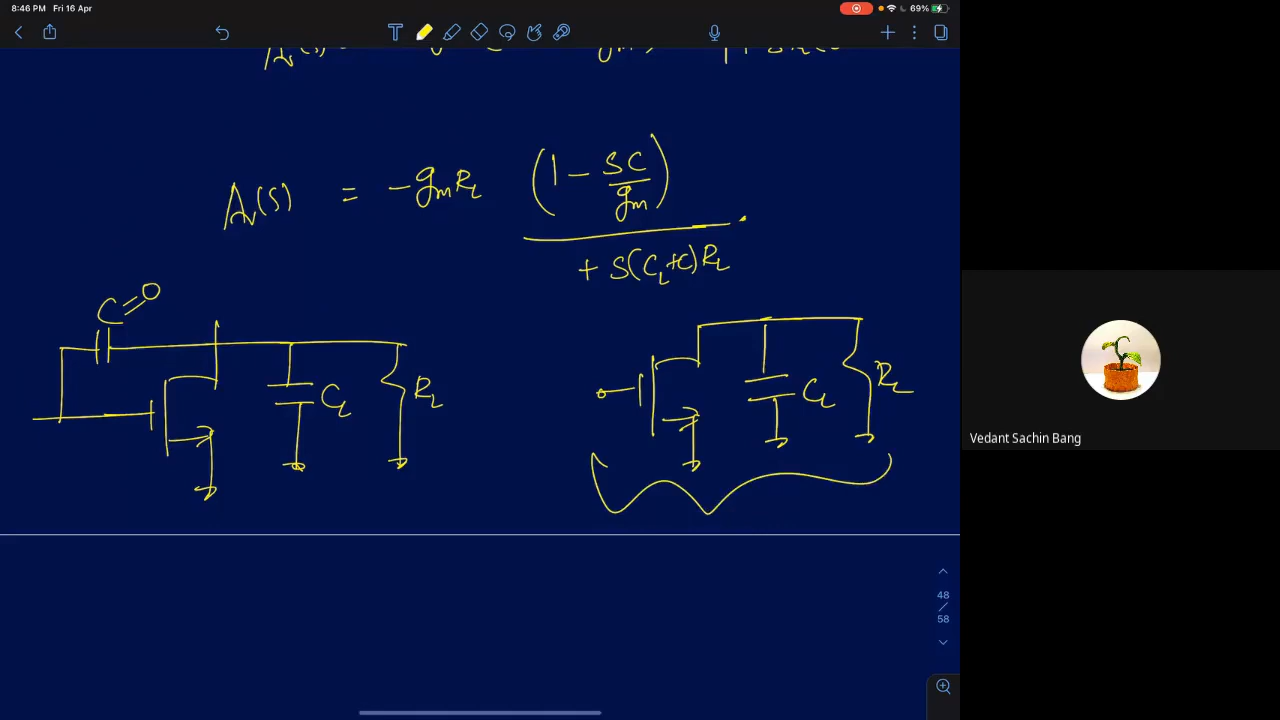 8:46 PM Fri 16 Apr
69%
A_v(s) = -g_m R_L (1 - SC/g_m) / + S(C_L+C)R_L
C=0
C_L
R_L
C_L
R_L
48
/
58
Vedant Sachin Bang